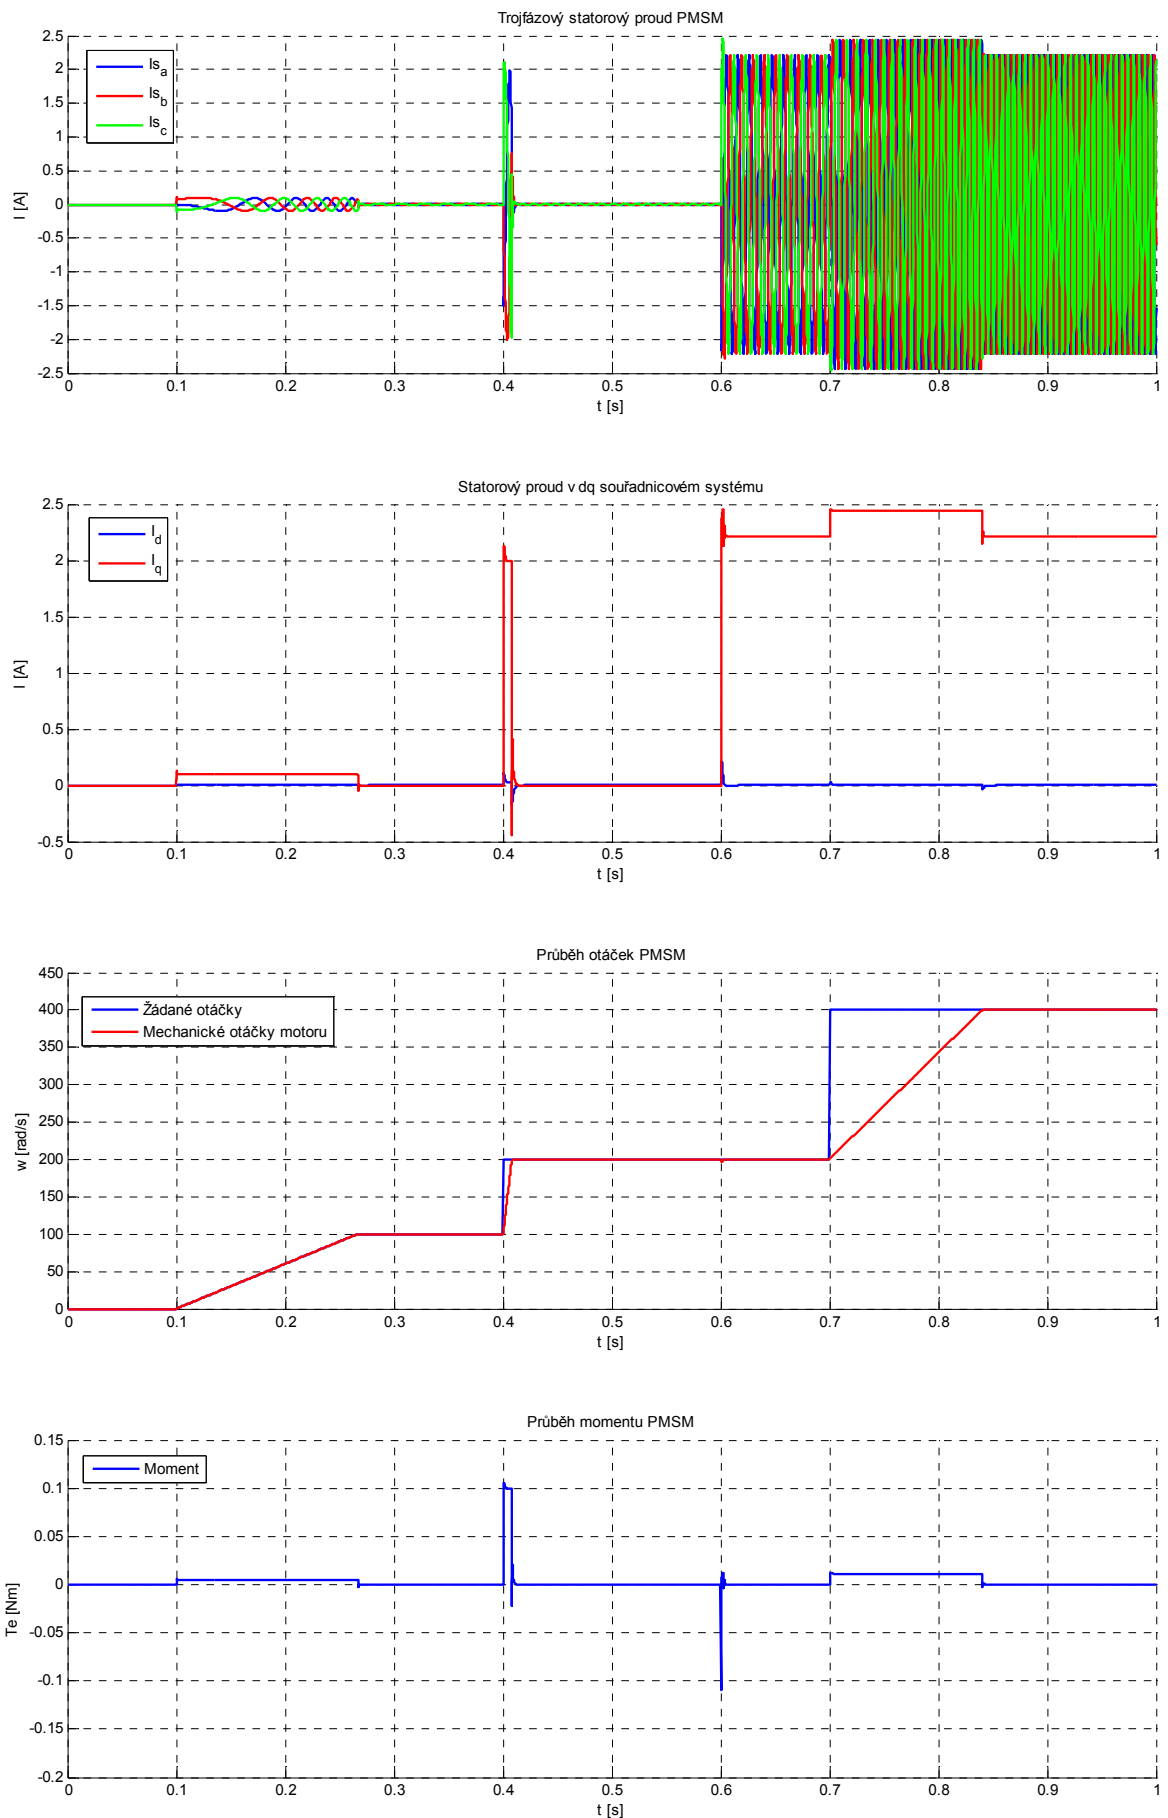 Trojfázový statorový proud PMSM
2.5
2
1.5
1
0.5
0
-0.5
-1
-1.5
-2
-2.5
I [A]
Is_a
Is_b
Is_c
0 0.1 0.2 0.3 0.4 0.5 0.6 0.7 0.8 0.9 1
t [s]
Statorový proud v dq souřadnicovém systému
2.5
2
1.5
1
0.5
0
-0.5
I [A]
I_d
I_q
0 0.1 0.2 0.3 0.4 0.5 0.6 0.7 0.8 0.9 1
t [s]
Průběh otáček PMSM
450
400
350
300
250
200
150
100
50
0
w [rad/s]
Žádané otáčky
Mechanické otáčky motoru
0 0.1 0.2 0.3 0.4 0.5 0.6 0.7 0.8 0.9 1
t [s]
Průběh momentu PMSM
0.15
0.1
0.05
0
-0.05
-0.1
-0.15
-0.2
Te [Nm]
Moment
0 0.1 0.2 0.3 0.4 0.5 0.6 0.7 0.8 0.9 1
t [s]